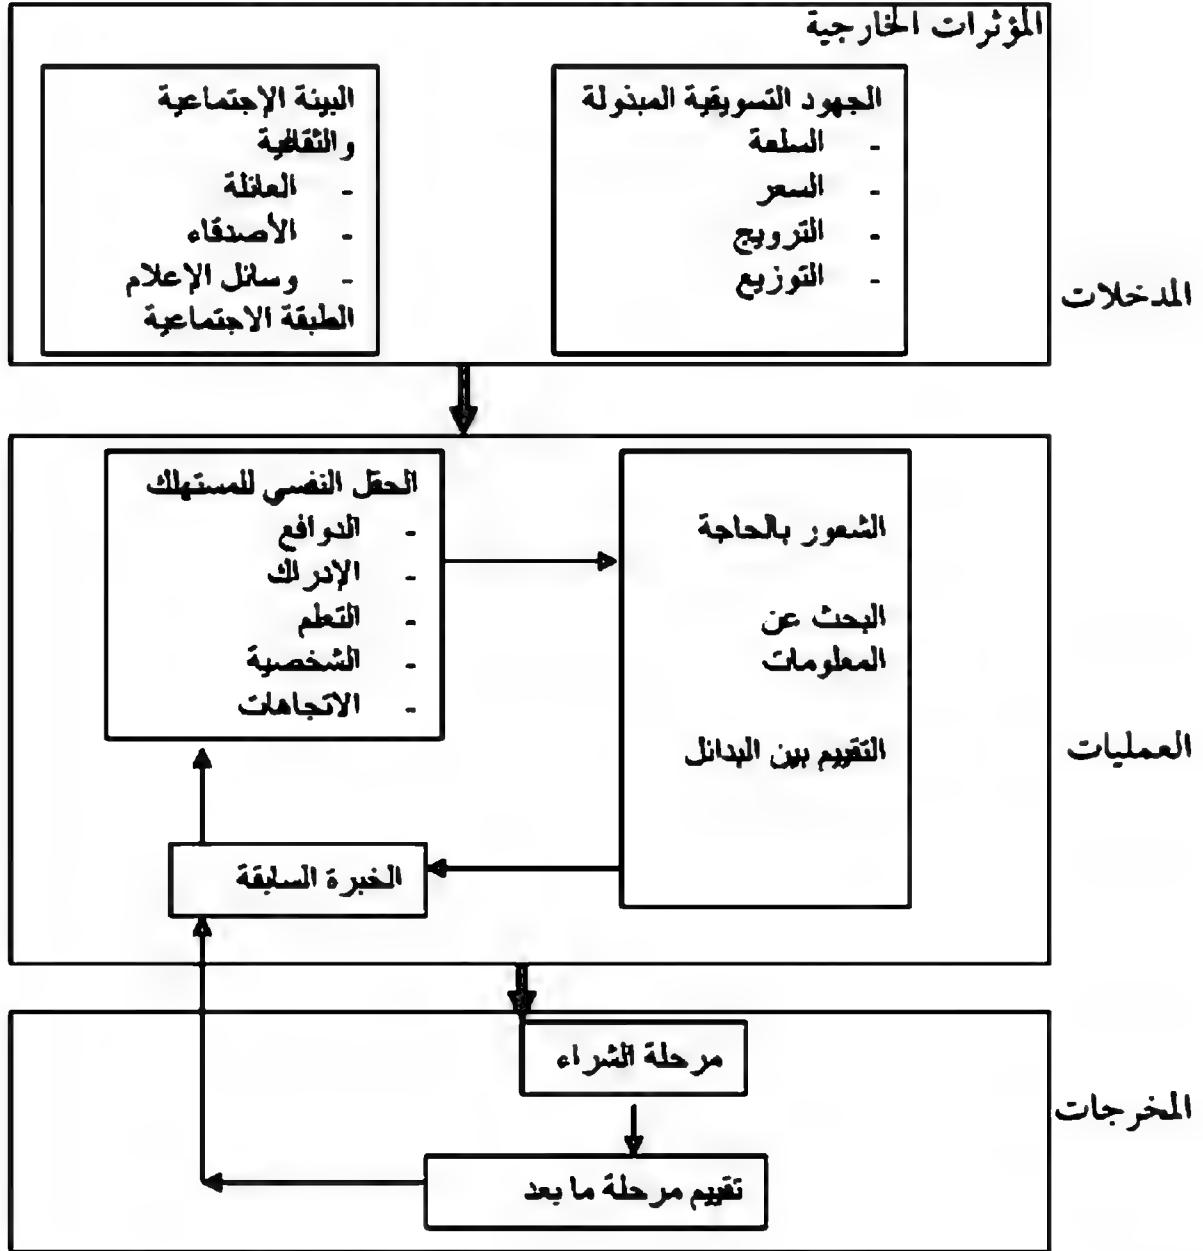 المؤثرات الخارجية
الجهود التسويقية المبذولة
- السلعة
- السعر
- الترويج
- التوزيع
البيئة الإجتماعية
والثقافية
- العائلة
- الأصدقاء
- وسائل الإعلام
الطبقة الاجتماعية
المدخلات
الشعور بالحاجة
البحث عن
المعلومات
التقييم بين البدائل
الحقل النفسي للمستهلك
- الدوافع
- الإدراك
- التعلم
- الشخصية
- الاتجاهات
الخبرة السابقة
العمليات
مرحلة الشراء
تقييم مرحلة ما بعد
المخرجات